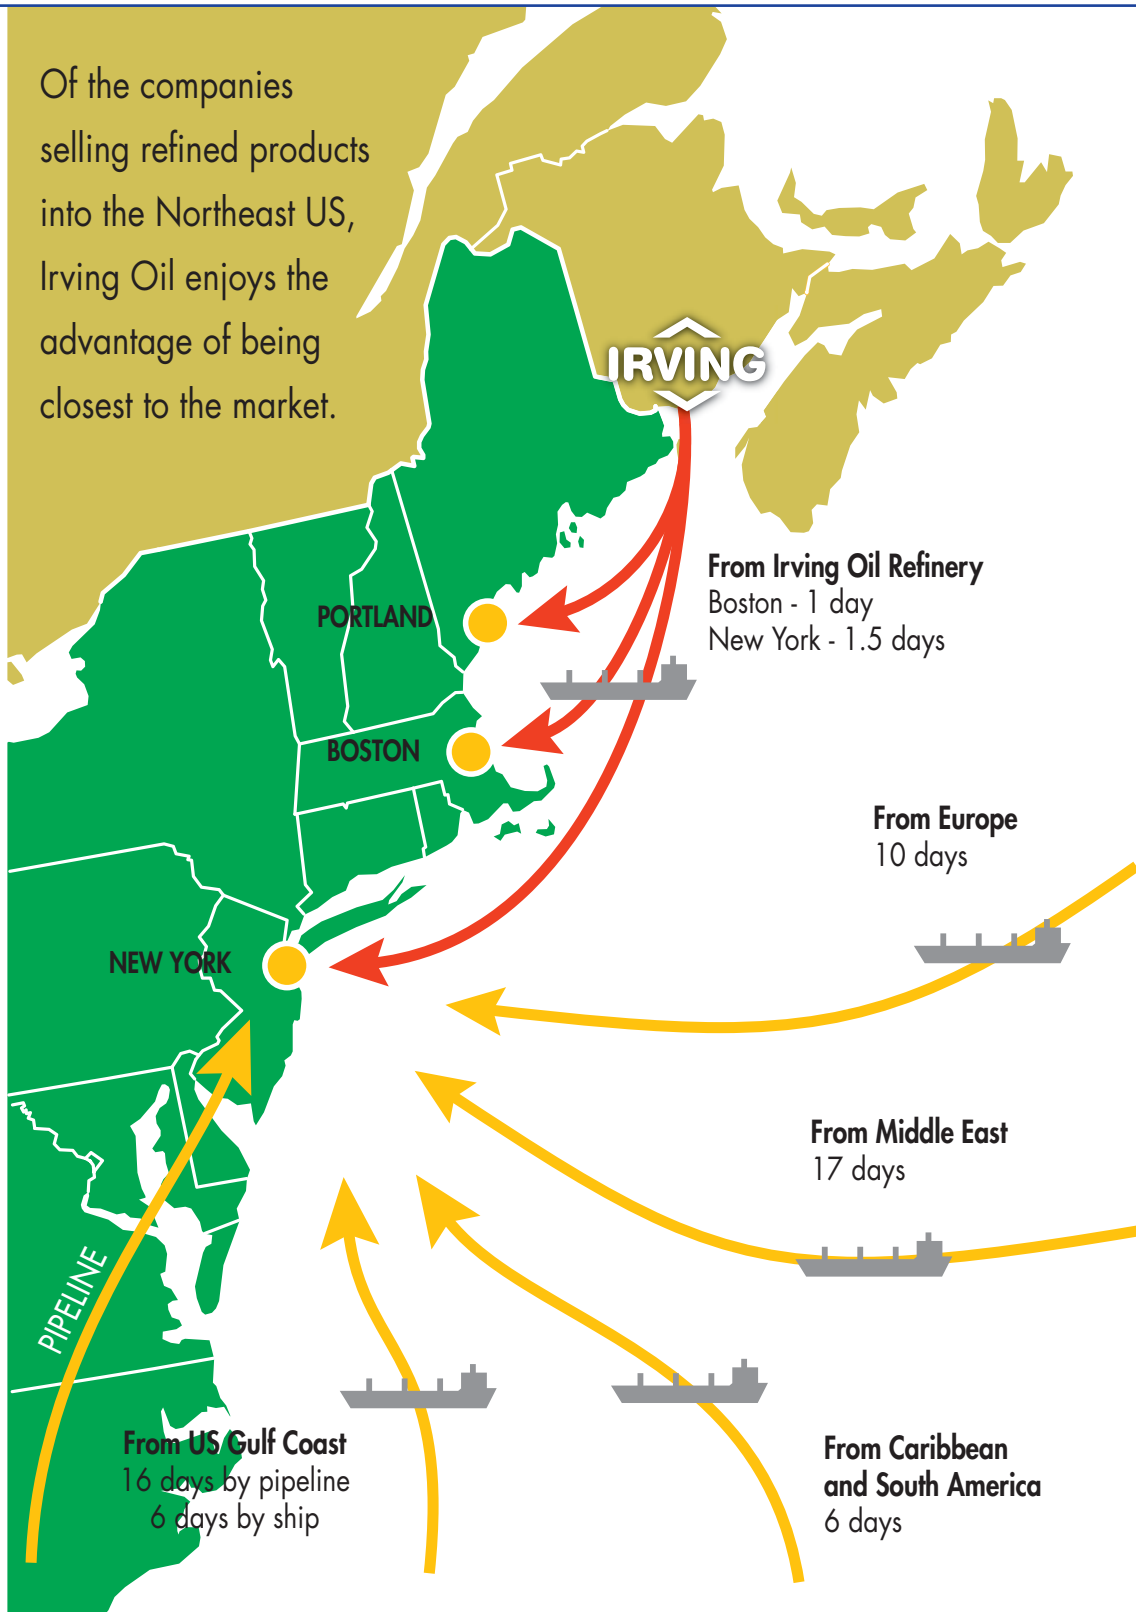 Of the companies
selling refined products
into the Northeast US,
Irving Oil enjoys the
advantage of being
closest to the market.
IRVING
From Irving Oil Refinery
Boston - 1 day
New York - 1.5 days
PORTLAND
BOSTON
From Europe
10 days
NEW YORK
From Middle East
17 days
PIPELINE
From US Gulf Coast
16 days by pipeline
6 days by ship
From Caribbean
and South America
6 days